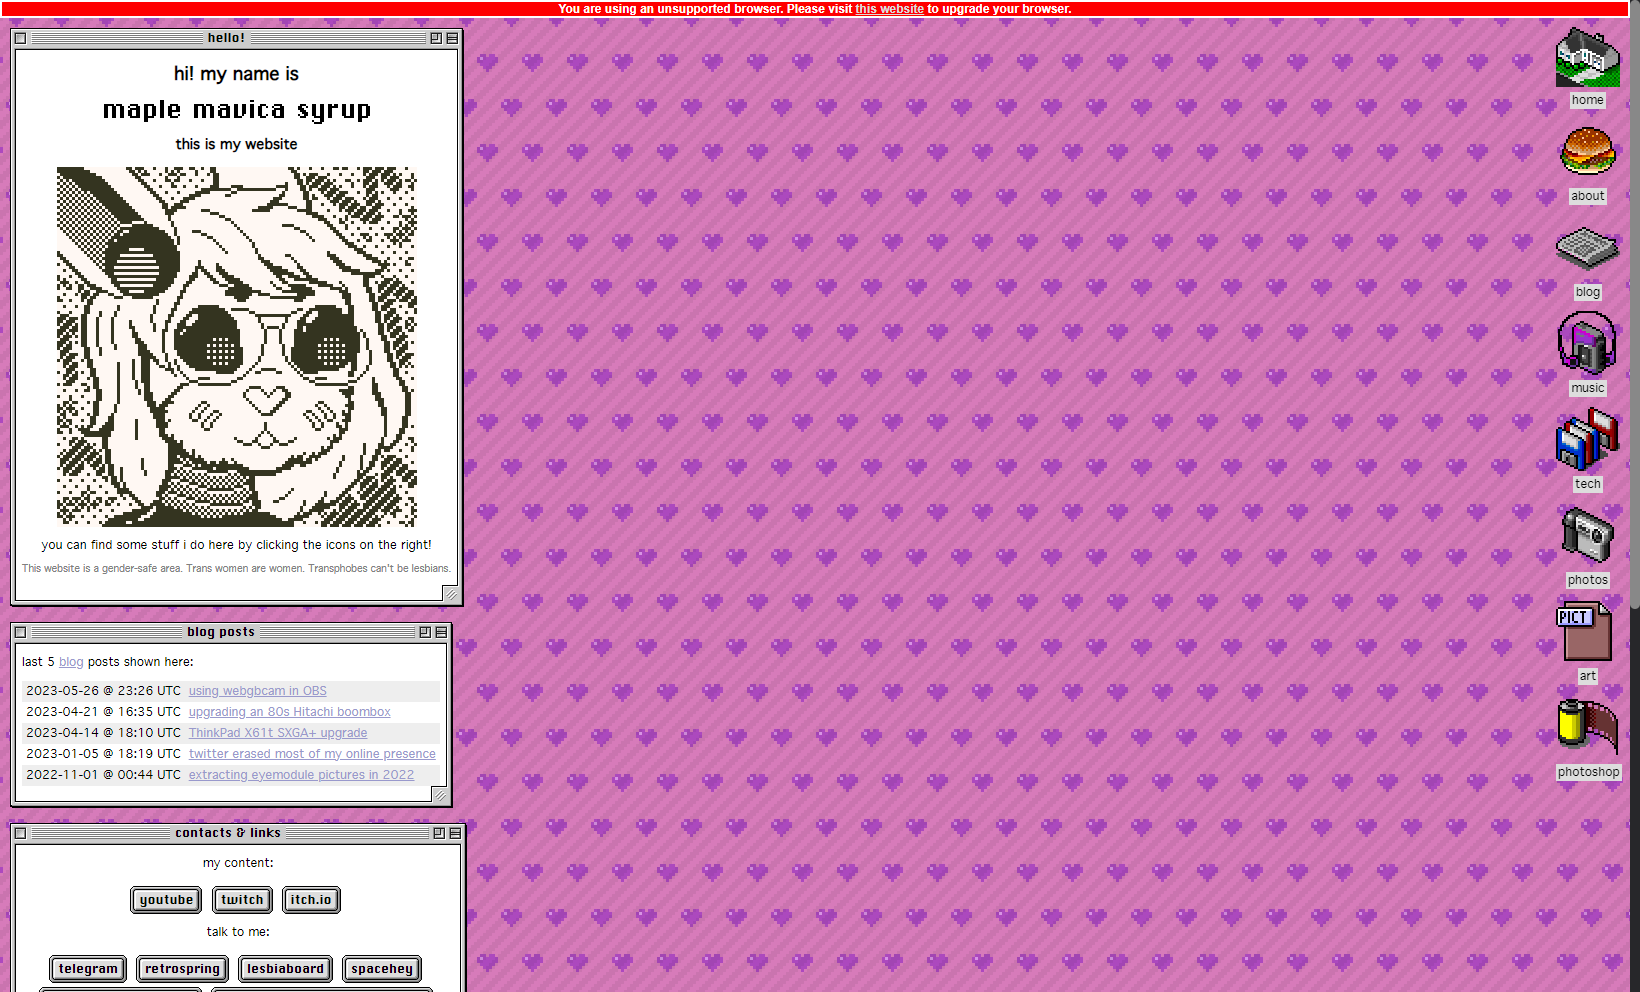 You are using an unsupported browser. Please visit this website to upgrade your browser.
hello!
hi! my name is
maple mavica syrup
this is my website
you can find some stuff i do here by clicking the icons on the right!
This website is a gender-safe area. Trans women are women. Transphobes can't be lesbians.
blog posts
last 5 blog posts shown here:
2023-05-26 @ 23:26 UTC using webgbcam in OBS
2023-04-21 @ 16:35 UTC upgrading an 80s Hitachi boombox
2023-04-14 @ 18:10 UTC ThinkPad X61t SXGA+ upgrade
2023-01-05 @ 18:19 UTC twitter erased most of my online presence
2022-11-01 @ 00:44 UTC extracting eyemodule pictures in 2022
contacts & links
my content:
youtube twitch itch.io
talk to me:
telegram retrospring lesbiaboard spacehey
home
about
blog
music
tech
photos
PICT
art
photoshop